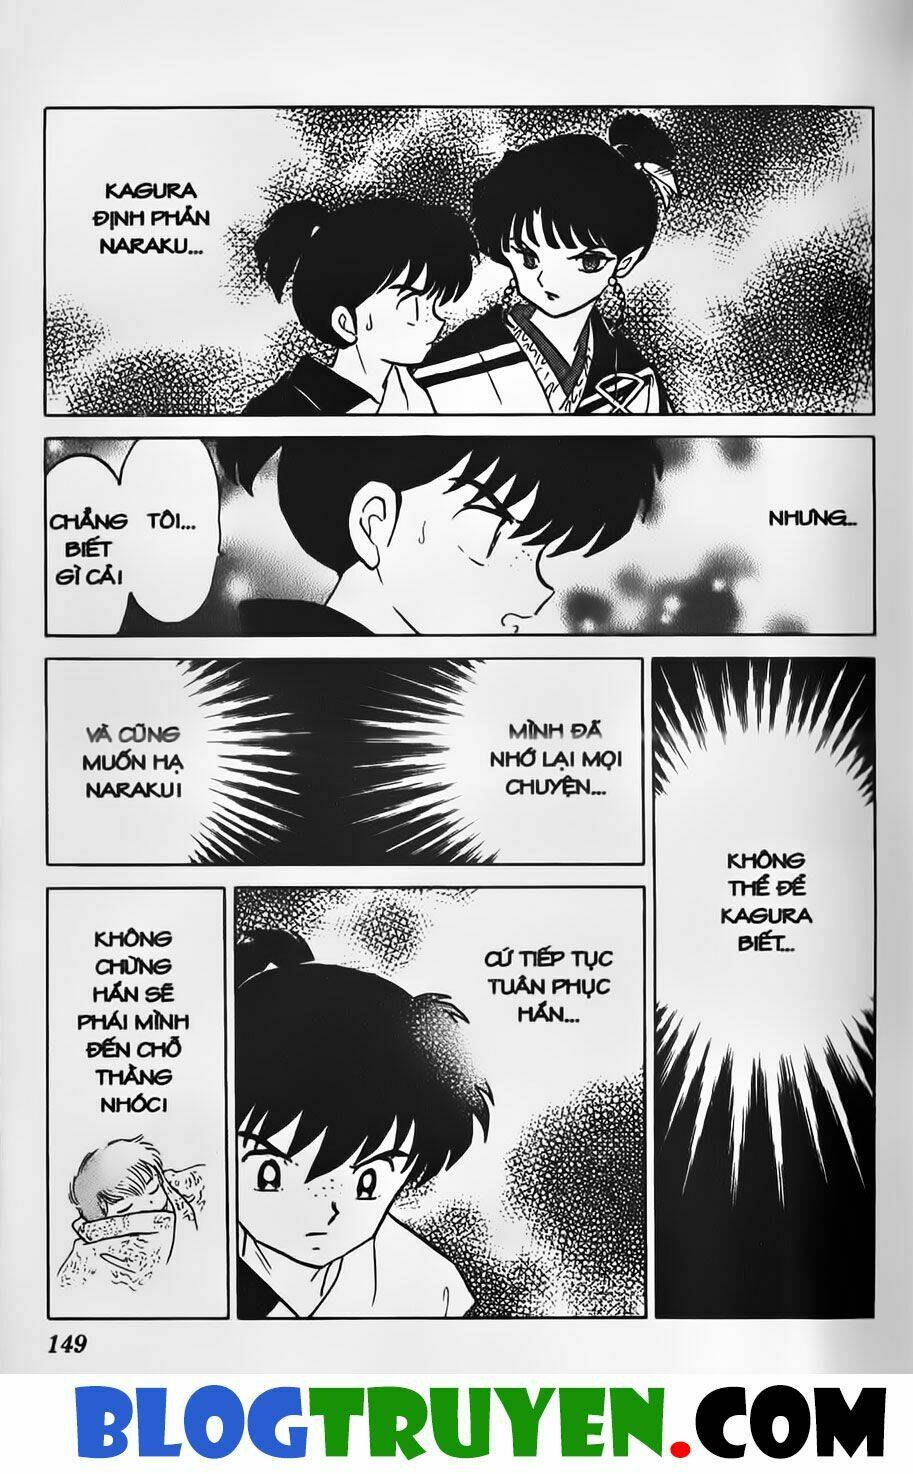 KAGURA
ĐỊNH PHẢN
NARAKU...
NHƯNG...
TÔI...
CHẲNG
BIẾT
GÌ CẢ!
KHÔNG
THỂ ĐỂ
KAGURA
BIẾT...
MÌNH ĐÃ
NHỚ LẠI MỌI
CHUYỆN...
VÀ CŨNG
MUỐN HẠ
NARAKU!
CỨ TIẾP TỤC
TUÂN PHỤC
HẮN...
KHÔNG
CHỪNG
HẮN SẼ
PHÁI MÌNH
ĐẾN CHỖ
THẰNG
NHÓC!
149
BLOGTRUYEN.COM